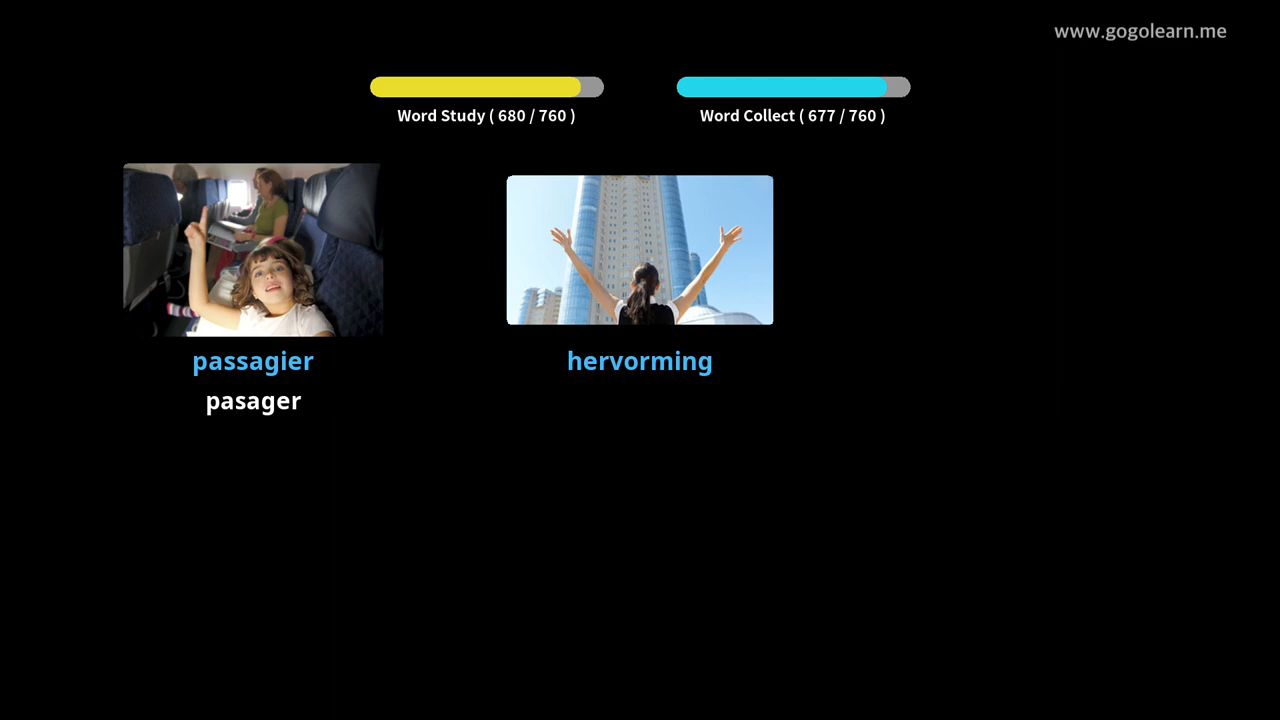 www.gogolearn.me
Word Study ( 680 / 760 )
Word Collect ( 677 / 760 )
passagier
pasager
hervorming